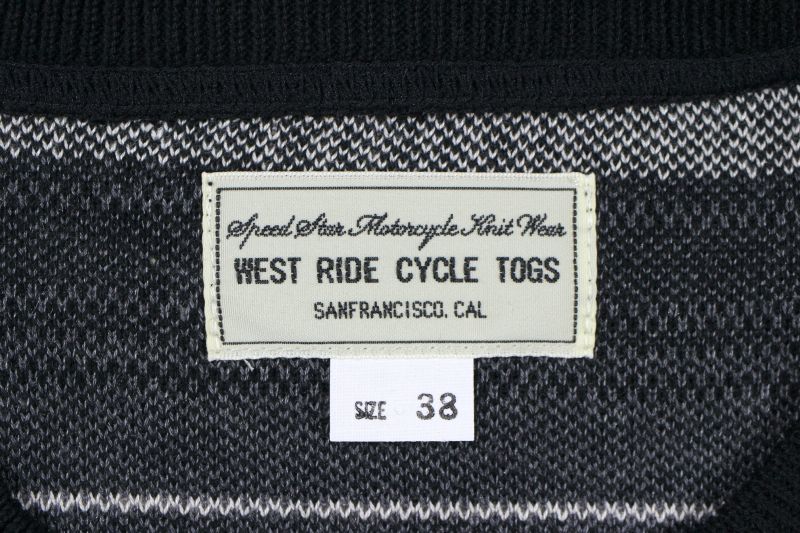 Speed Star Motorcycle Knit Wear
WEST RIDE CYCLE TOGS
SANFRANCISCO. CAL
SIZE 38